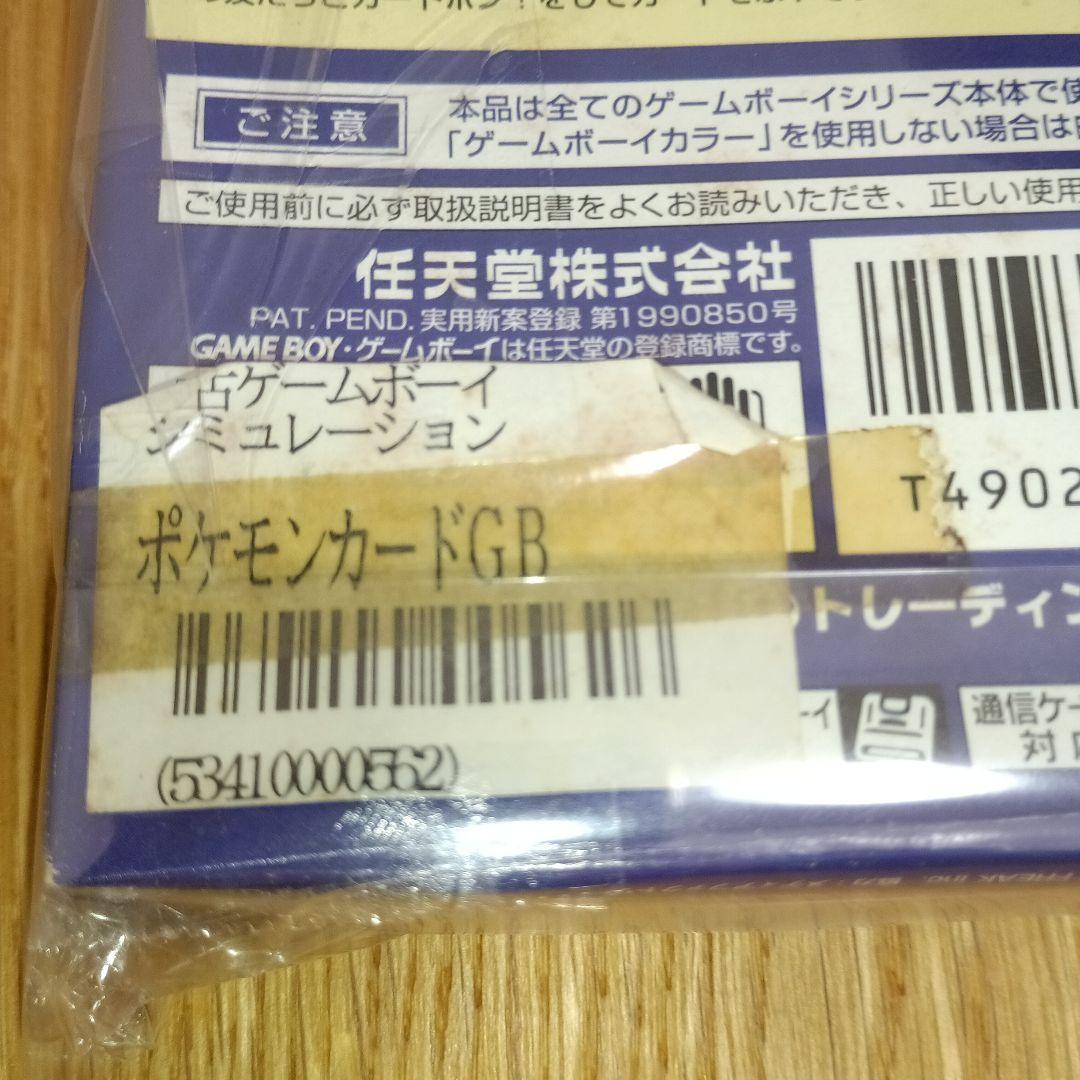 ご注意
本品は全てのゲームボーイシリーズ本体で使
「ゲームボーイカラー」を使用しない場合は
ご使用前に必ず取扱説明書をよくお読みいただき、正しい使用
任天堂株式会社
PAT. PEND. 実用新案登録 第1990850号
GAME BOY・ゲームボーイは任天堂の登録商標です。
古ゲームボーイ
シミュレーション
ポケモンカードGB
(53410000562)
T4902
トレーディン
通信ケー
対